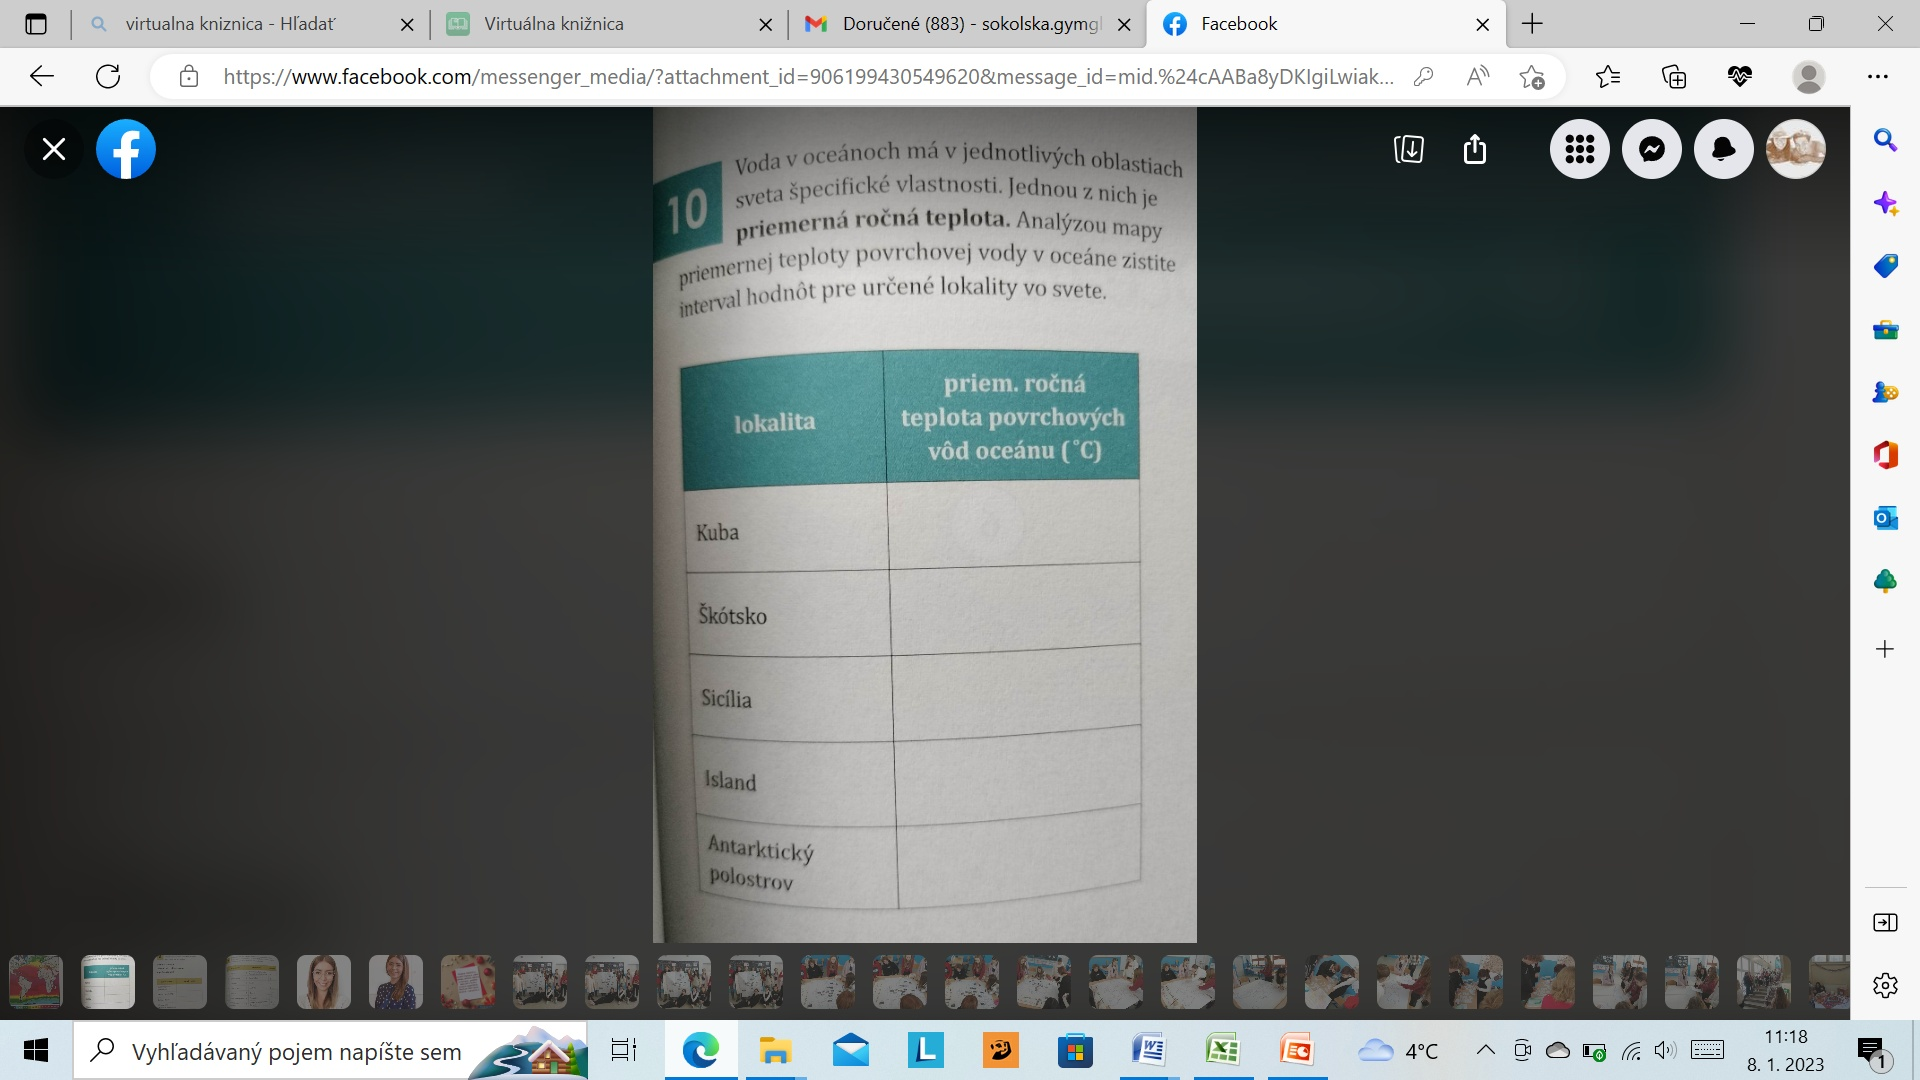 virtualna kniznica - Hľadať
Virtuálna knižnica
Doručené (883) - sokolska.gymgl
Facebook
https://www.facebook.com/messenger_media/?attachment_id=906199430549620&message_id=mid.%24cAABa8yDKIgiLwiak...
10
Voda v oceánoch má v jednotlivých oblastiach
sveta špecifické vlastnosti. Jednou z nich je
priemerná ročná teplota. Analýzou mapy
priemernej teploty povrchovej vody v oceáne zistite
interval hodnôt pre určené lokality vo svete.
lokalita
priem. ročná
teplota povrchových
vôd oceánu (°C)
Kuba
Škótsko
Sicília
Island
Antarktický
polostrov
Vyhľadávaný pojem napíšte sem
4°C
11:18
8. 1. 2023
1